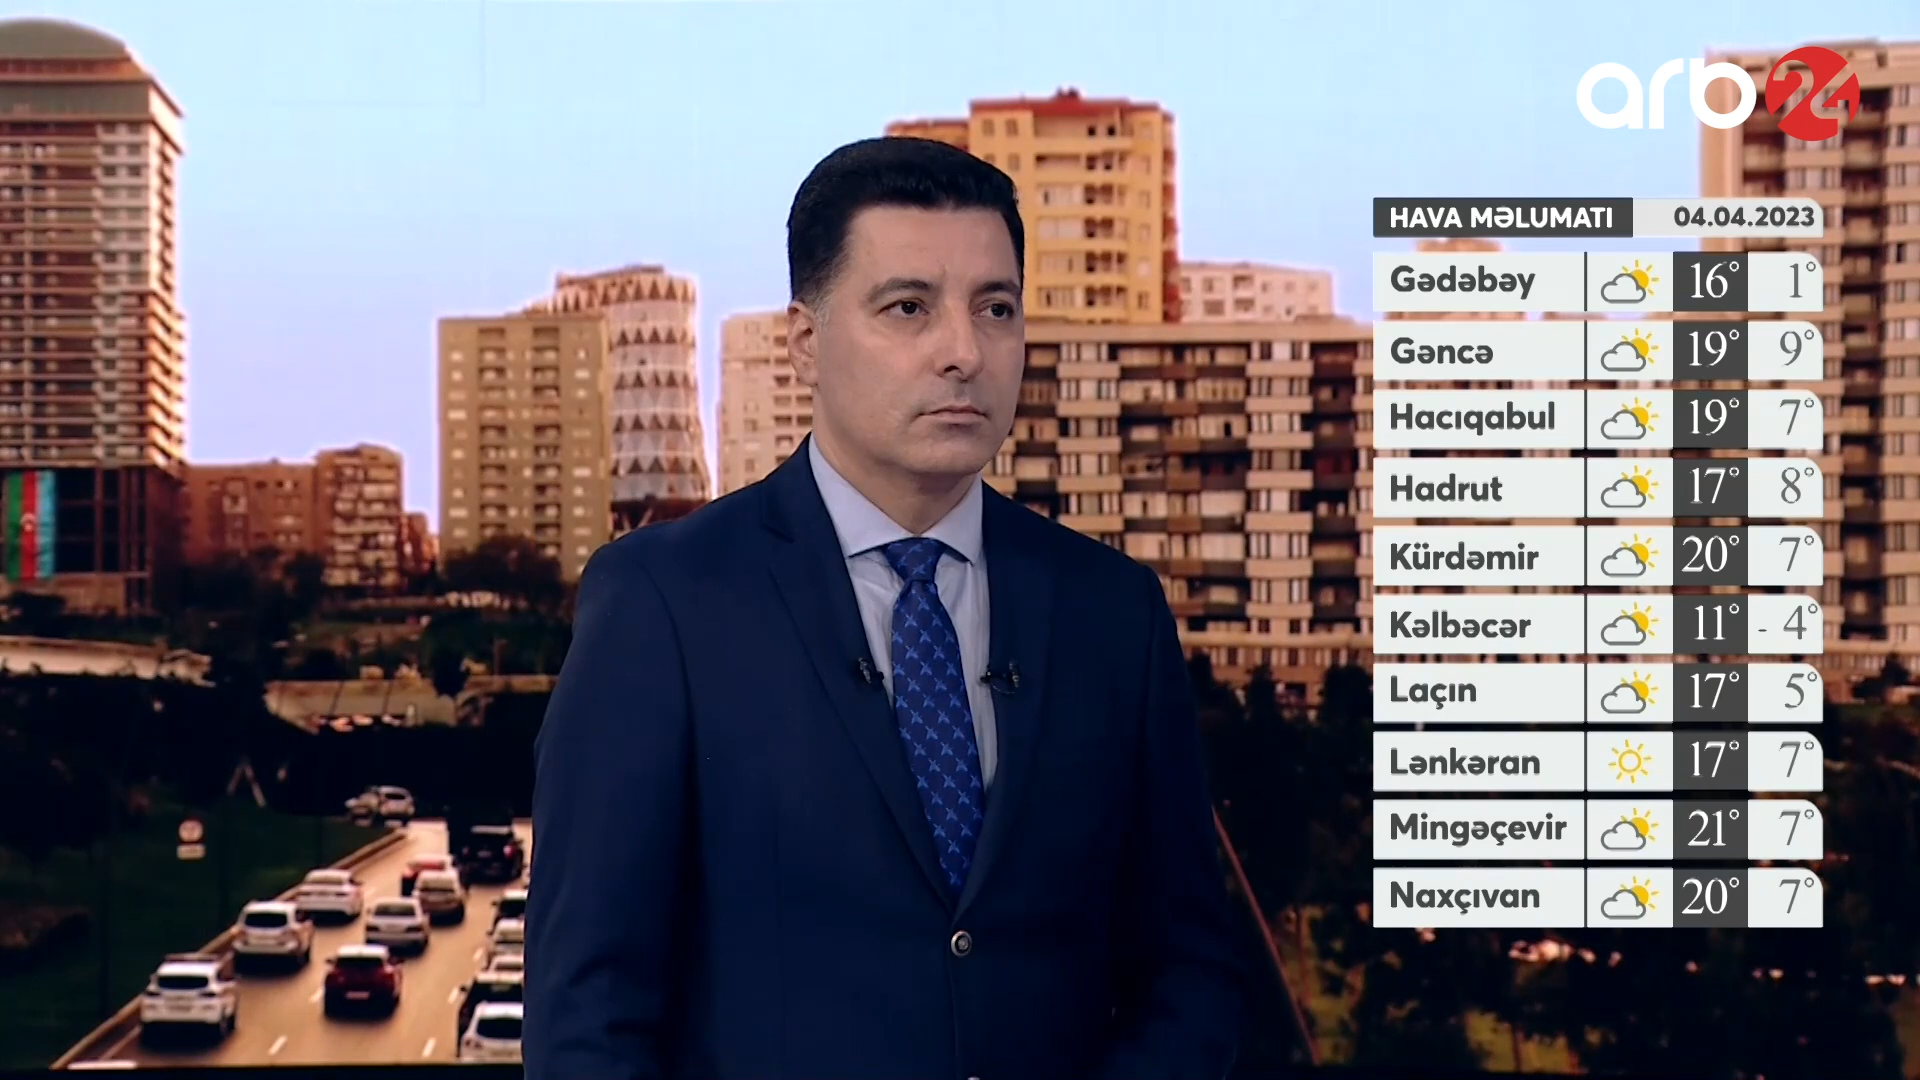 arb24
HAVA MƏLUMATI 04.04.2023
Gədəbəy 16° 1°
Gəncə 19° 9°
Hacıqabul 19° 7°
Hadrut 17° 8°
Kürdəmir 20° 7°
Kəlbəcər 11° - 4°
Laçın 17° 5°
Lənkəran 17° 7°
Mingəçevir 21° 7°
Naxçıvan 20° 7°